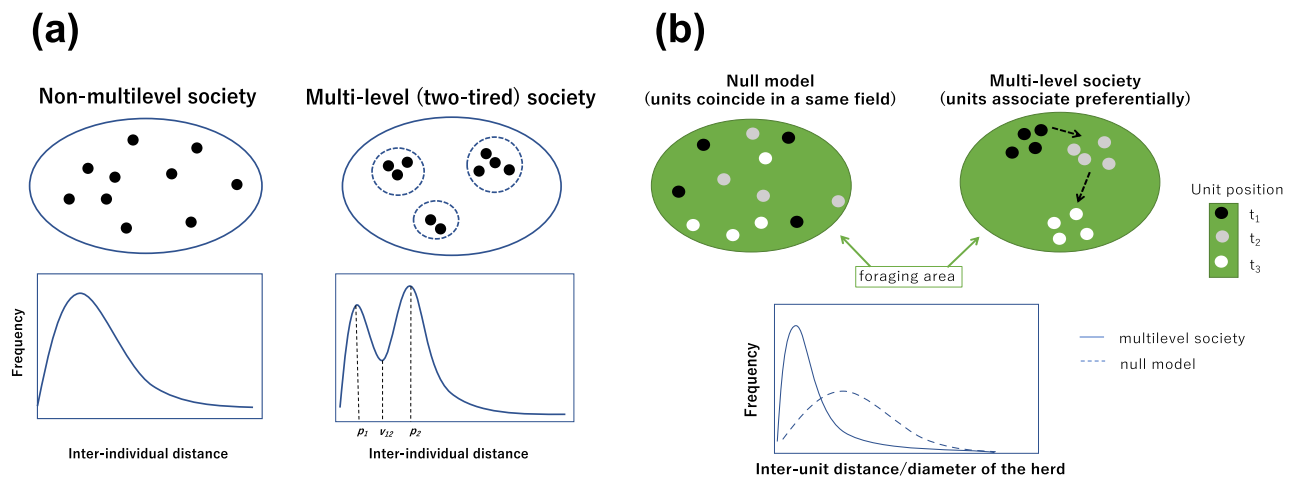 (a)
Non-multilevel society
Multi-level (two-tired) society
Frequency
p1
v12
p2
Inter-individual distance
Inter-individual distance
(b)
Null model
(units coincide in a same field)
Multi-level society
(units associate preferentially)
Unit position
t1
t2
t3
foraging area
Frequency
multilevel society
null model
Inter-unit distance/diameter of the herd